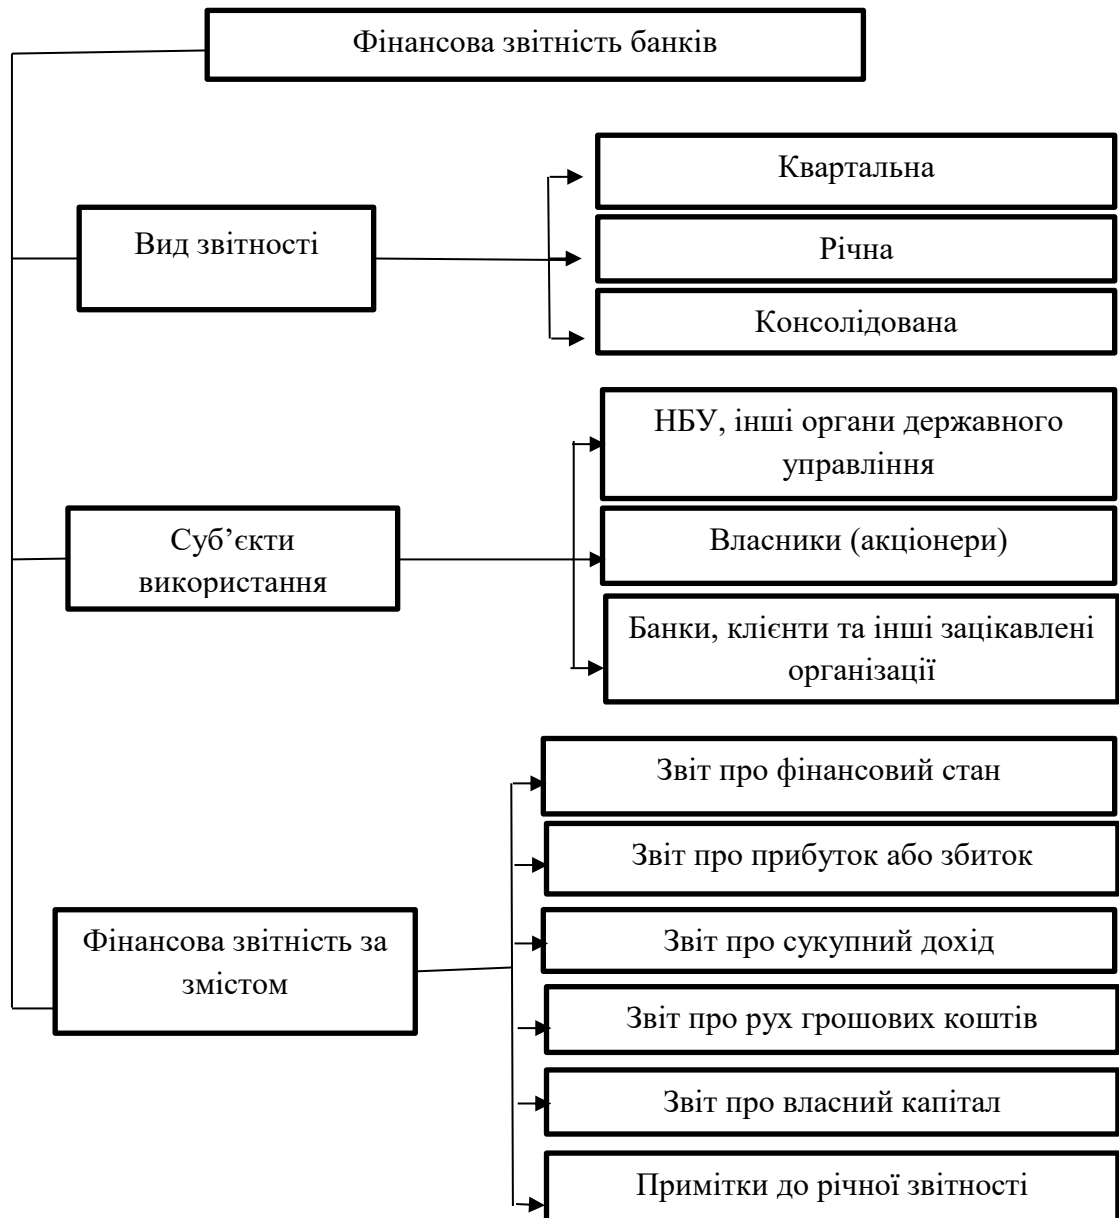 Фінансова звітність банків
Вид звітності
Квартальна
Річна
Консолідована
Суб’єкти
використання
НБУ, інші органи державного
управління
Власники (акціонери)
Банки, клієнти та інші зацікавлені
організації
Фінансова звітність за
змістом
Звіт про фінансовий стан
Звіт про прибуток або збиток
Звіт про сукупний дохід
Звіт про рух грошових коштів
Звіт про власний капітал
Примітки до річної звітності